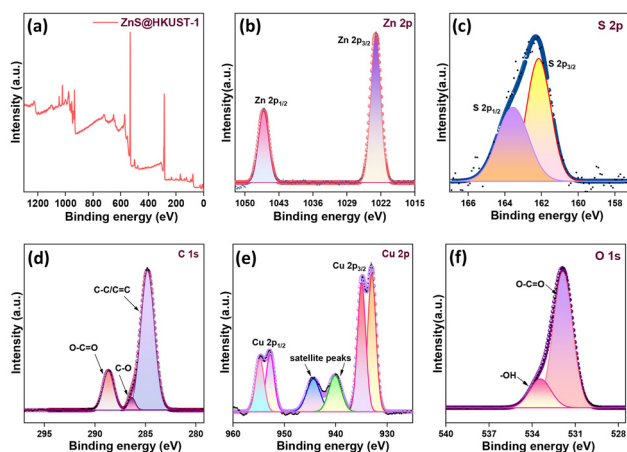 (a)
ZnS@HKUST-1
Intensity(a.u.)
1200 1000 800 600 400 200 0
Binding energy (eV)
(b)
Zn 2p
Zn 2p3/2
Zn 2p1/2
Intensity(a.u.)
1050 1043 1036 1029 1022 1015
Binding energy (eV)
(c)
S 2p
S 2p3/2
S 2p1/2
Intensity(a.u.)
166 164 162 160 158
Binding energy (eV)
(d)
C 1s
C-C/C=C
O-C=O
C-O
Intensity(a.u.)
295 291 287 283 279
Binding energy (eV)
(e)
Cu 2p
Cu 2p3/2
Cu 2p1/2
satellite peaks
Intensity(a.u.)
960 950 940 930
Binding energy (eV)
(f)
O 1s
O-C=O
-OH
Intensity(a.u.)
540 537 534 531 528
Binding energy (eV)